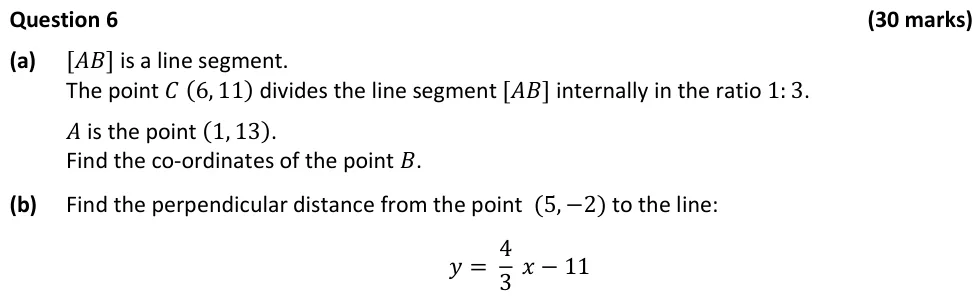 Question 6 (30 marks)
(a) [AB] is a line segment.
The point C (6, 11) divides the line segment [AB] internally in the ratio 1: 3.
A is the point (1, 13).
Find the co-ordinates of the point B.
(b) Find the perpendicular distance from the point (5, −2) to the line:
y = 4/3 x − 11